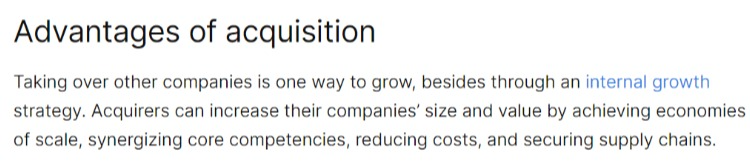 Advantages of acquisition
Taking over other companies is one way to grow, besides through an internal growth
strategy. Acquirers can increase their companies’ size and value by achieving economies
of scale, synergizing core competencies, reducing costs, and securing supply chains.